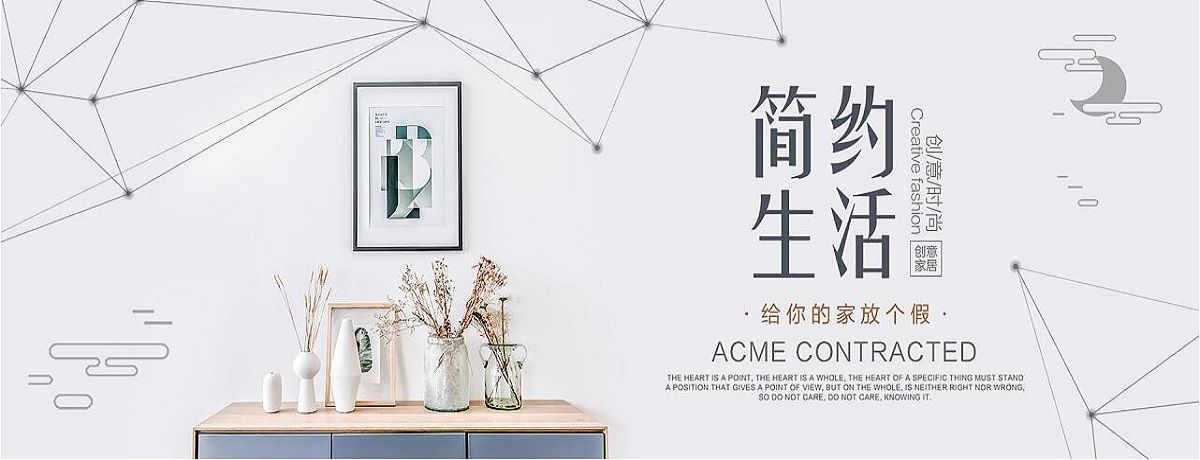 简约
生活
创/意/时/尚
Creative fashion
创意
家居
·给你的家放个假·
ACME CONTRACTED
THE HEART IS A POINT, THE HEART IS A WHOLE, THE HEART OF A SPECIFIC THING MUST STAND
A POSITION THAT GIVES A POINT OF VIEW, BUT ON THE WHOLE, IS NEITHER RIGHT NOR WRONG,
SO DO NOT CARE, DO NOT CARE, KNOWING IT.